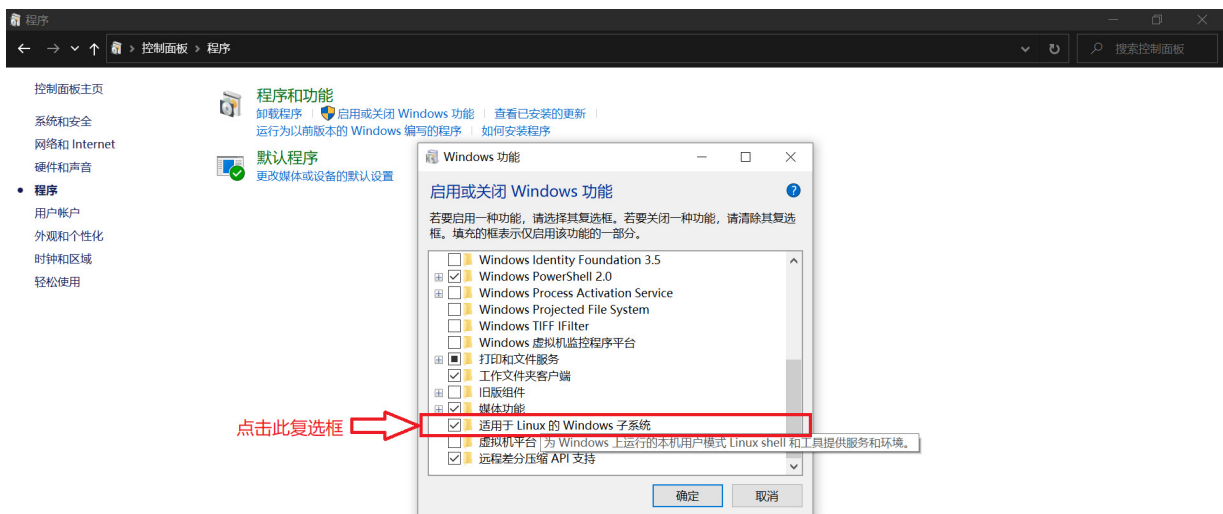 程序
控制面板 > 程序
搜索控制面板
控制面板主页
系统和安全
网络和 Internet
硬件和声音
程序
用户帐户
外观和个性化
时钟和区域
轻松使用
程序和功能
卸载程序 启用或关闭 Windows 功能 查看已安装的更新
运行为以前版本的 Windows 编写的程序 如何安装程序
默认程序
更改媒体或设备的默认设置
Windows 功能
启用或关闭 Windows 功能
若要启用一种功能，请选择其复选框。若要关闭一种功能，请清除其复选
框。填充的框表示仅启用该功能的一部分。
Windows Identity Foundation 3.5
Windows PowerShell 2.0
Windows Process Activation Service
Windows Projected File System
Windows TIFF IFilter
Windows 虚拟机监控程序平台
打印和文件服务
工作文件夹客户端
旧版组件
媒体功能
点击此复选框
适用于 Linux 的 Windows 子系统
虚拟机平台
为 Windows 上运行的本机用户模式 Linux shell 和工具提供服务和环境。
远程差分压缩 API 支持
确定
取消